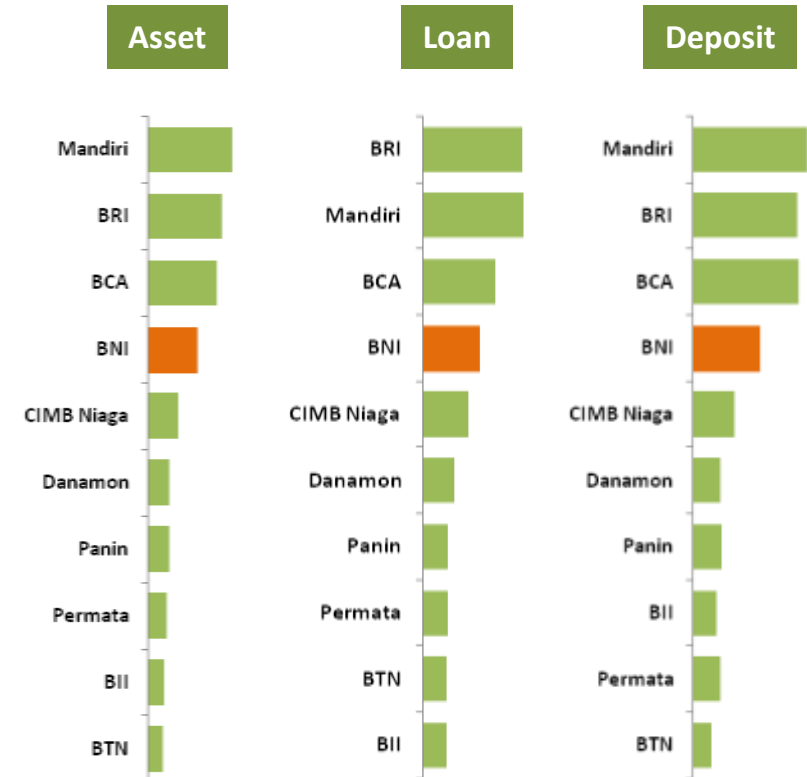 Asset
Mandiri
BRI
BCA
BNI
CIMB Niaga
Danamon
Panin
Permata
BII
BTN
Loan
BRI
Mandiri
BCA
BNI
CIMB Niaga
Danamon
Panin
Permata
BTN
BII
Deposit
Mandiri
BRI
BCA
BNI
CIMB Niaga
Danamon
Panin
BII
Permata
BTN